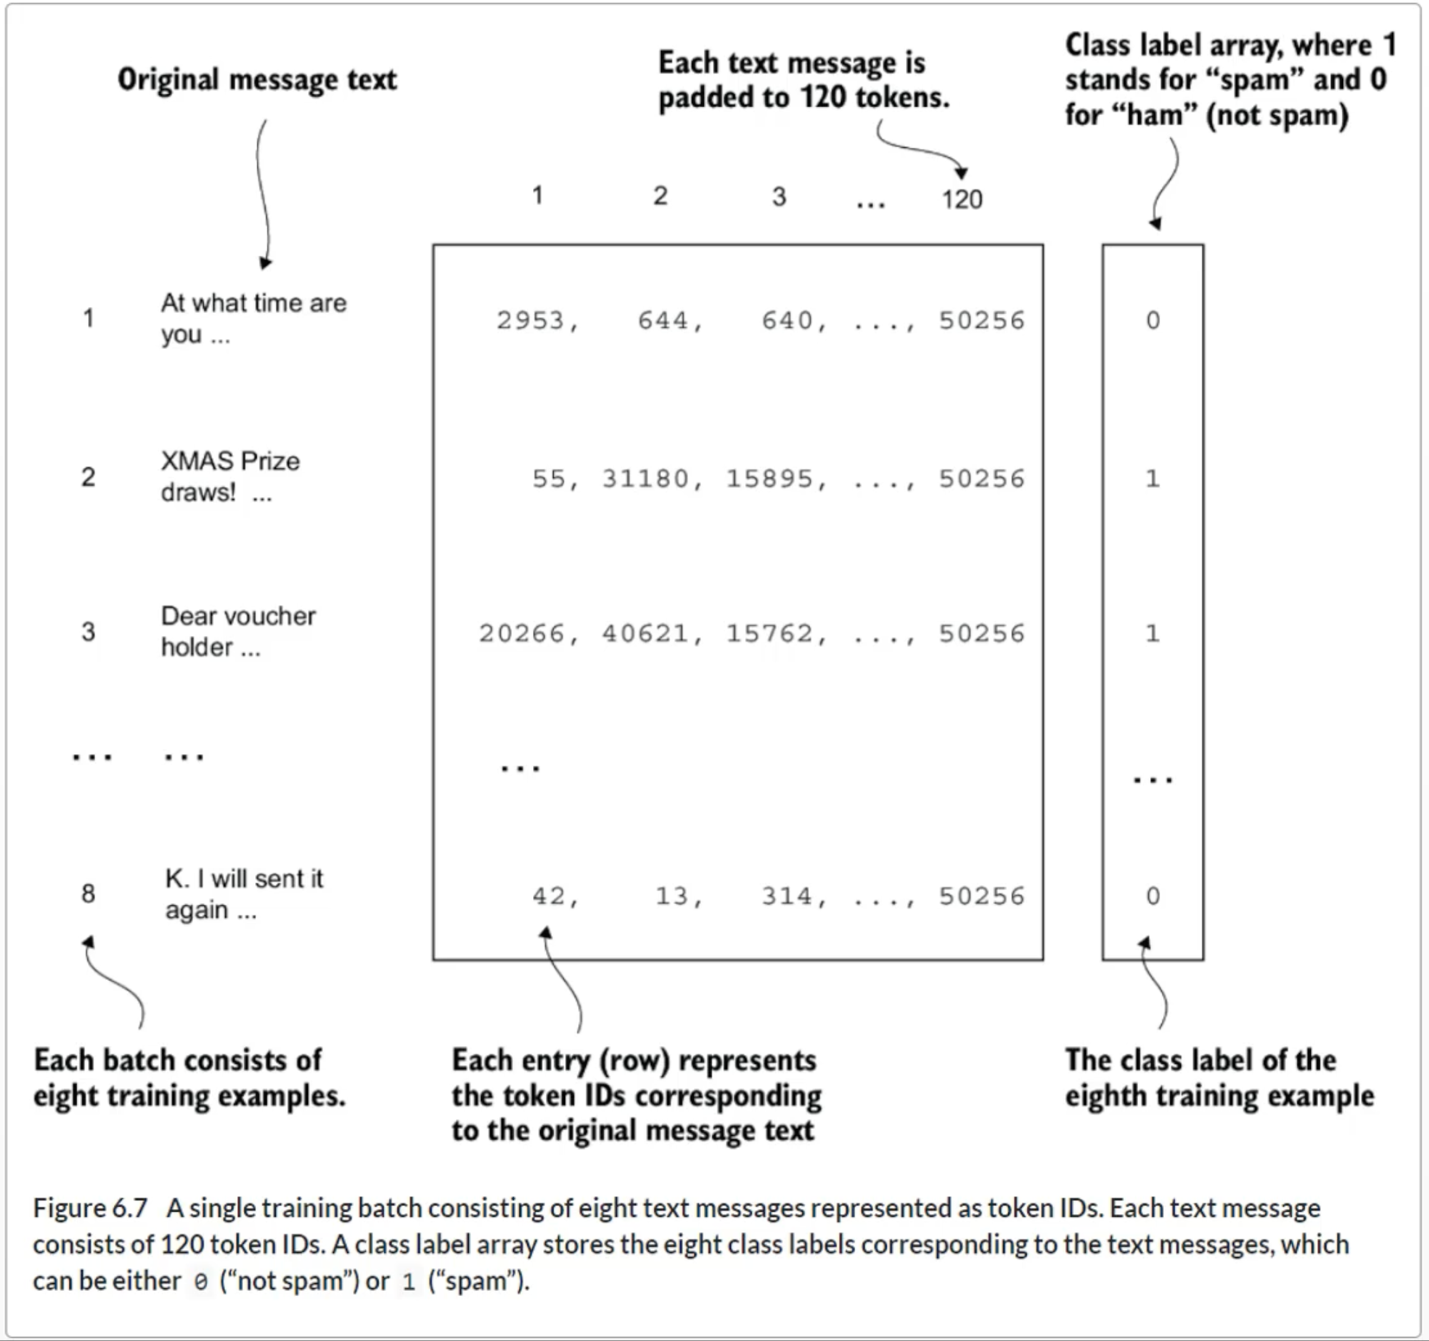 Original message text
Each text message is
padded to 120 tokens.
Class label array, where 1
stands for “spam” and 0
for “ham” (not spam)
1 2 3 ... 120
1
At what time are
you ...
2953, 644, 640, ..., 50256
0
2
XMAS Prize
draws! ...
55, 31180, 15895, ..., 50256
1
3
Dear voucher
holder ...
20266, 40621, 15762, ..., 50256
1
... ... ... ...
8
K. I will sent it
again ...
42, 13, 314, ..., 50256
0
Each batch consists of
eight training examples.
Each entry (row) represents
the token IDs corresponding
to the original message text
The class label of the
eighth training example
Figure 6.7 A single training batch consisting of eight text messages represented as token IDs. Each text message
consists of 120 token IDs. A class label array stores the eight class labels corresponding to the text messages, which
can be either 0 (“not spam”) or 1 (“spam”).